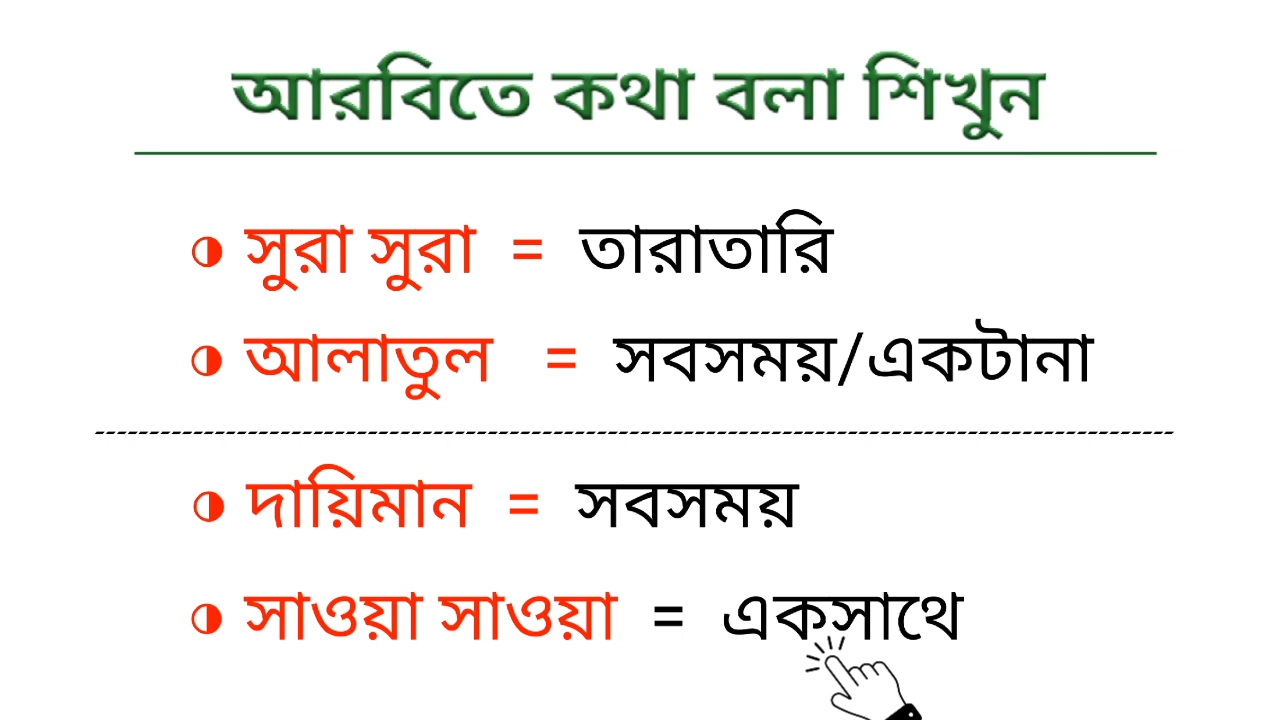 আরবিতে কথা বলা শিখুন
সুরা সুরা = তারাতারি
আলাতুল = সবসময়/একটানা
দায়িমান = সবসময়
সাওয়া সাওয়া = একসাথে